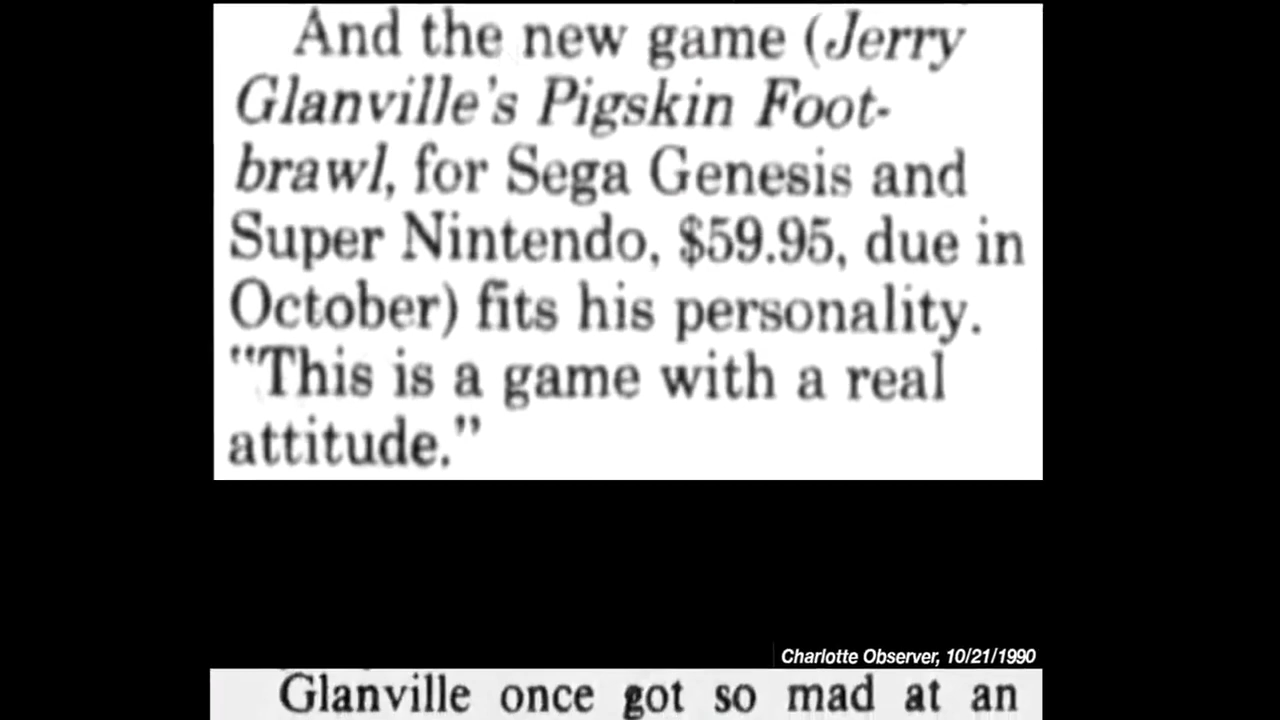 And the new game (Jerry
Glanville's Pigskin Foot-
brawl, for Sega Genesis and
Super Nintendo, $59.95, due in
October) fits his personality.
"This is a game with a real
attitude."
Charlotte Observer, 10/21/1990
Glanville once got so mad at an